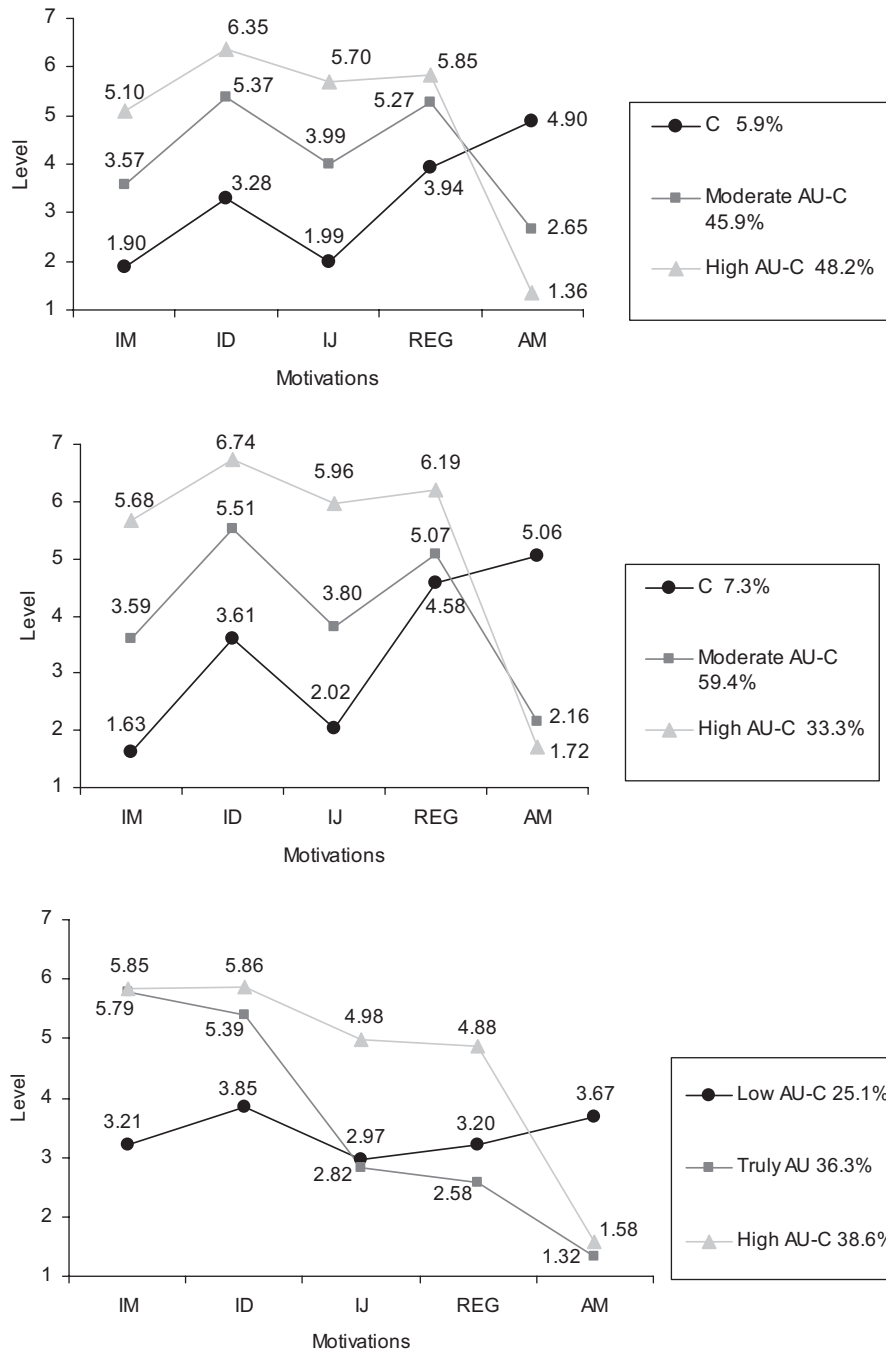 7
6
5
4
3
2
1
Level
5.10
6.35
5.70
5.85
3.57
5.37
3.99
5.27
4.90
1.90
3.28
1.99
3.94
2.65
1.36
IM
ID
IJ
REG
AM
Motivations
C 5.9%
Moderate AU-C
45.9%
High AU-C 48.2%
7
6
5
4
3
2
1
Level
5.68
6.74
5.96
6.19
3.59
5.51
3.80
5.07
5.06
1.63
3.61
2.02
4.58
2.16
1.72
IM
ID
IJ
REG
AM
Motivations
C 7.3%
Moderate AU-C
59.4%
High AU-C 33.3%
7
6
5
4
3
2
1
Level
5.85
5.86
4.98
4.88
5.79
5.39
3.21
3.85
2.97
3.20
3.67
2.82
2.58
1.58
1.32
IM
ID
IJ
REG
AM
Motivations
Low AU-C 25.1%
Truly AU 36.3%
High AU-C 38.6%